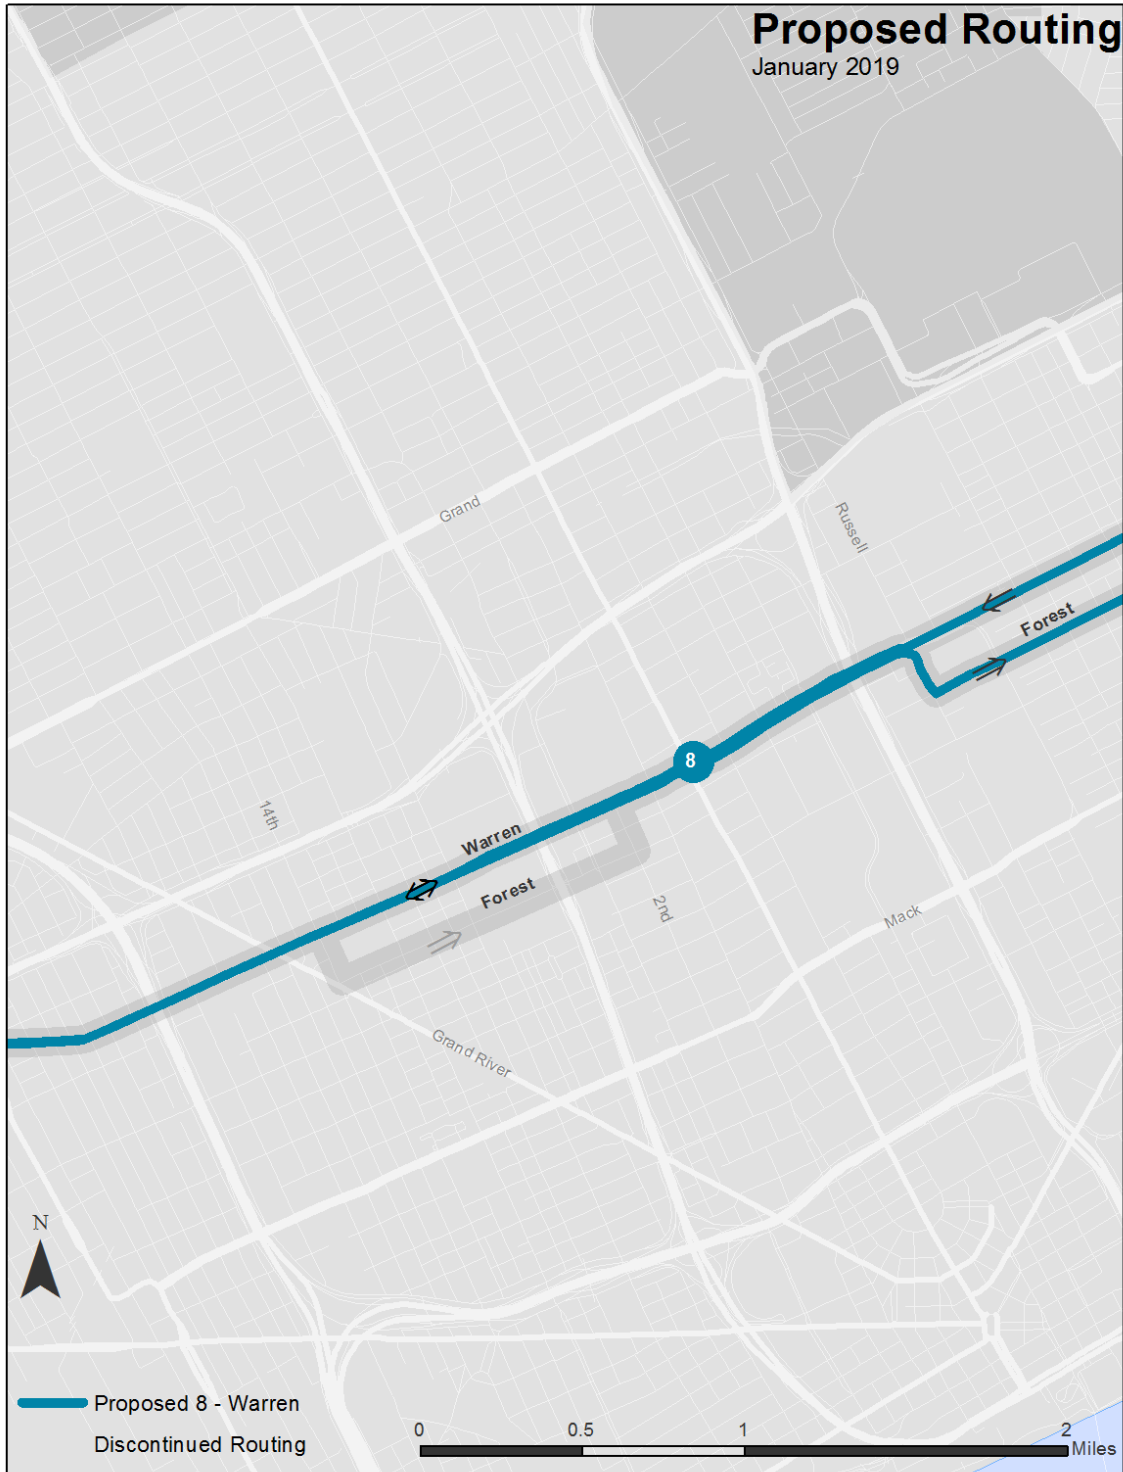 Proposed Routing
January 2019
Grand
Russell
Forest
8
14th
Warren
Forest
2nd
Mack
Grand River
N
Proposed 8 - Warren
Discontinued Routing
0 0.5 1 2
Miles